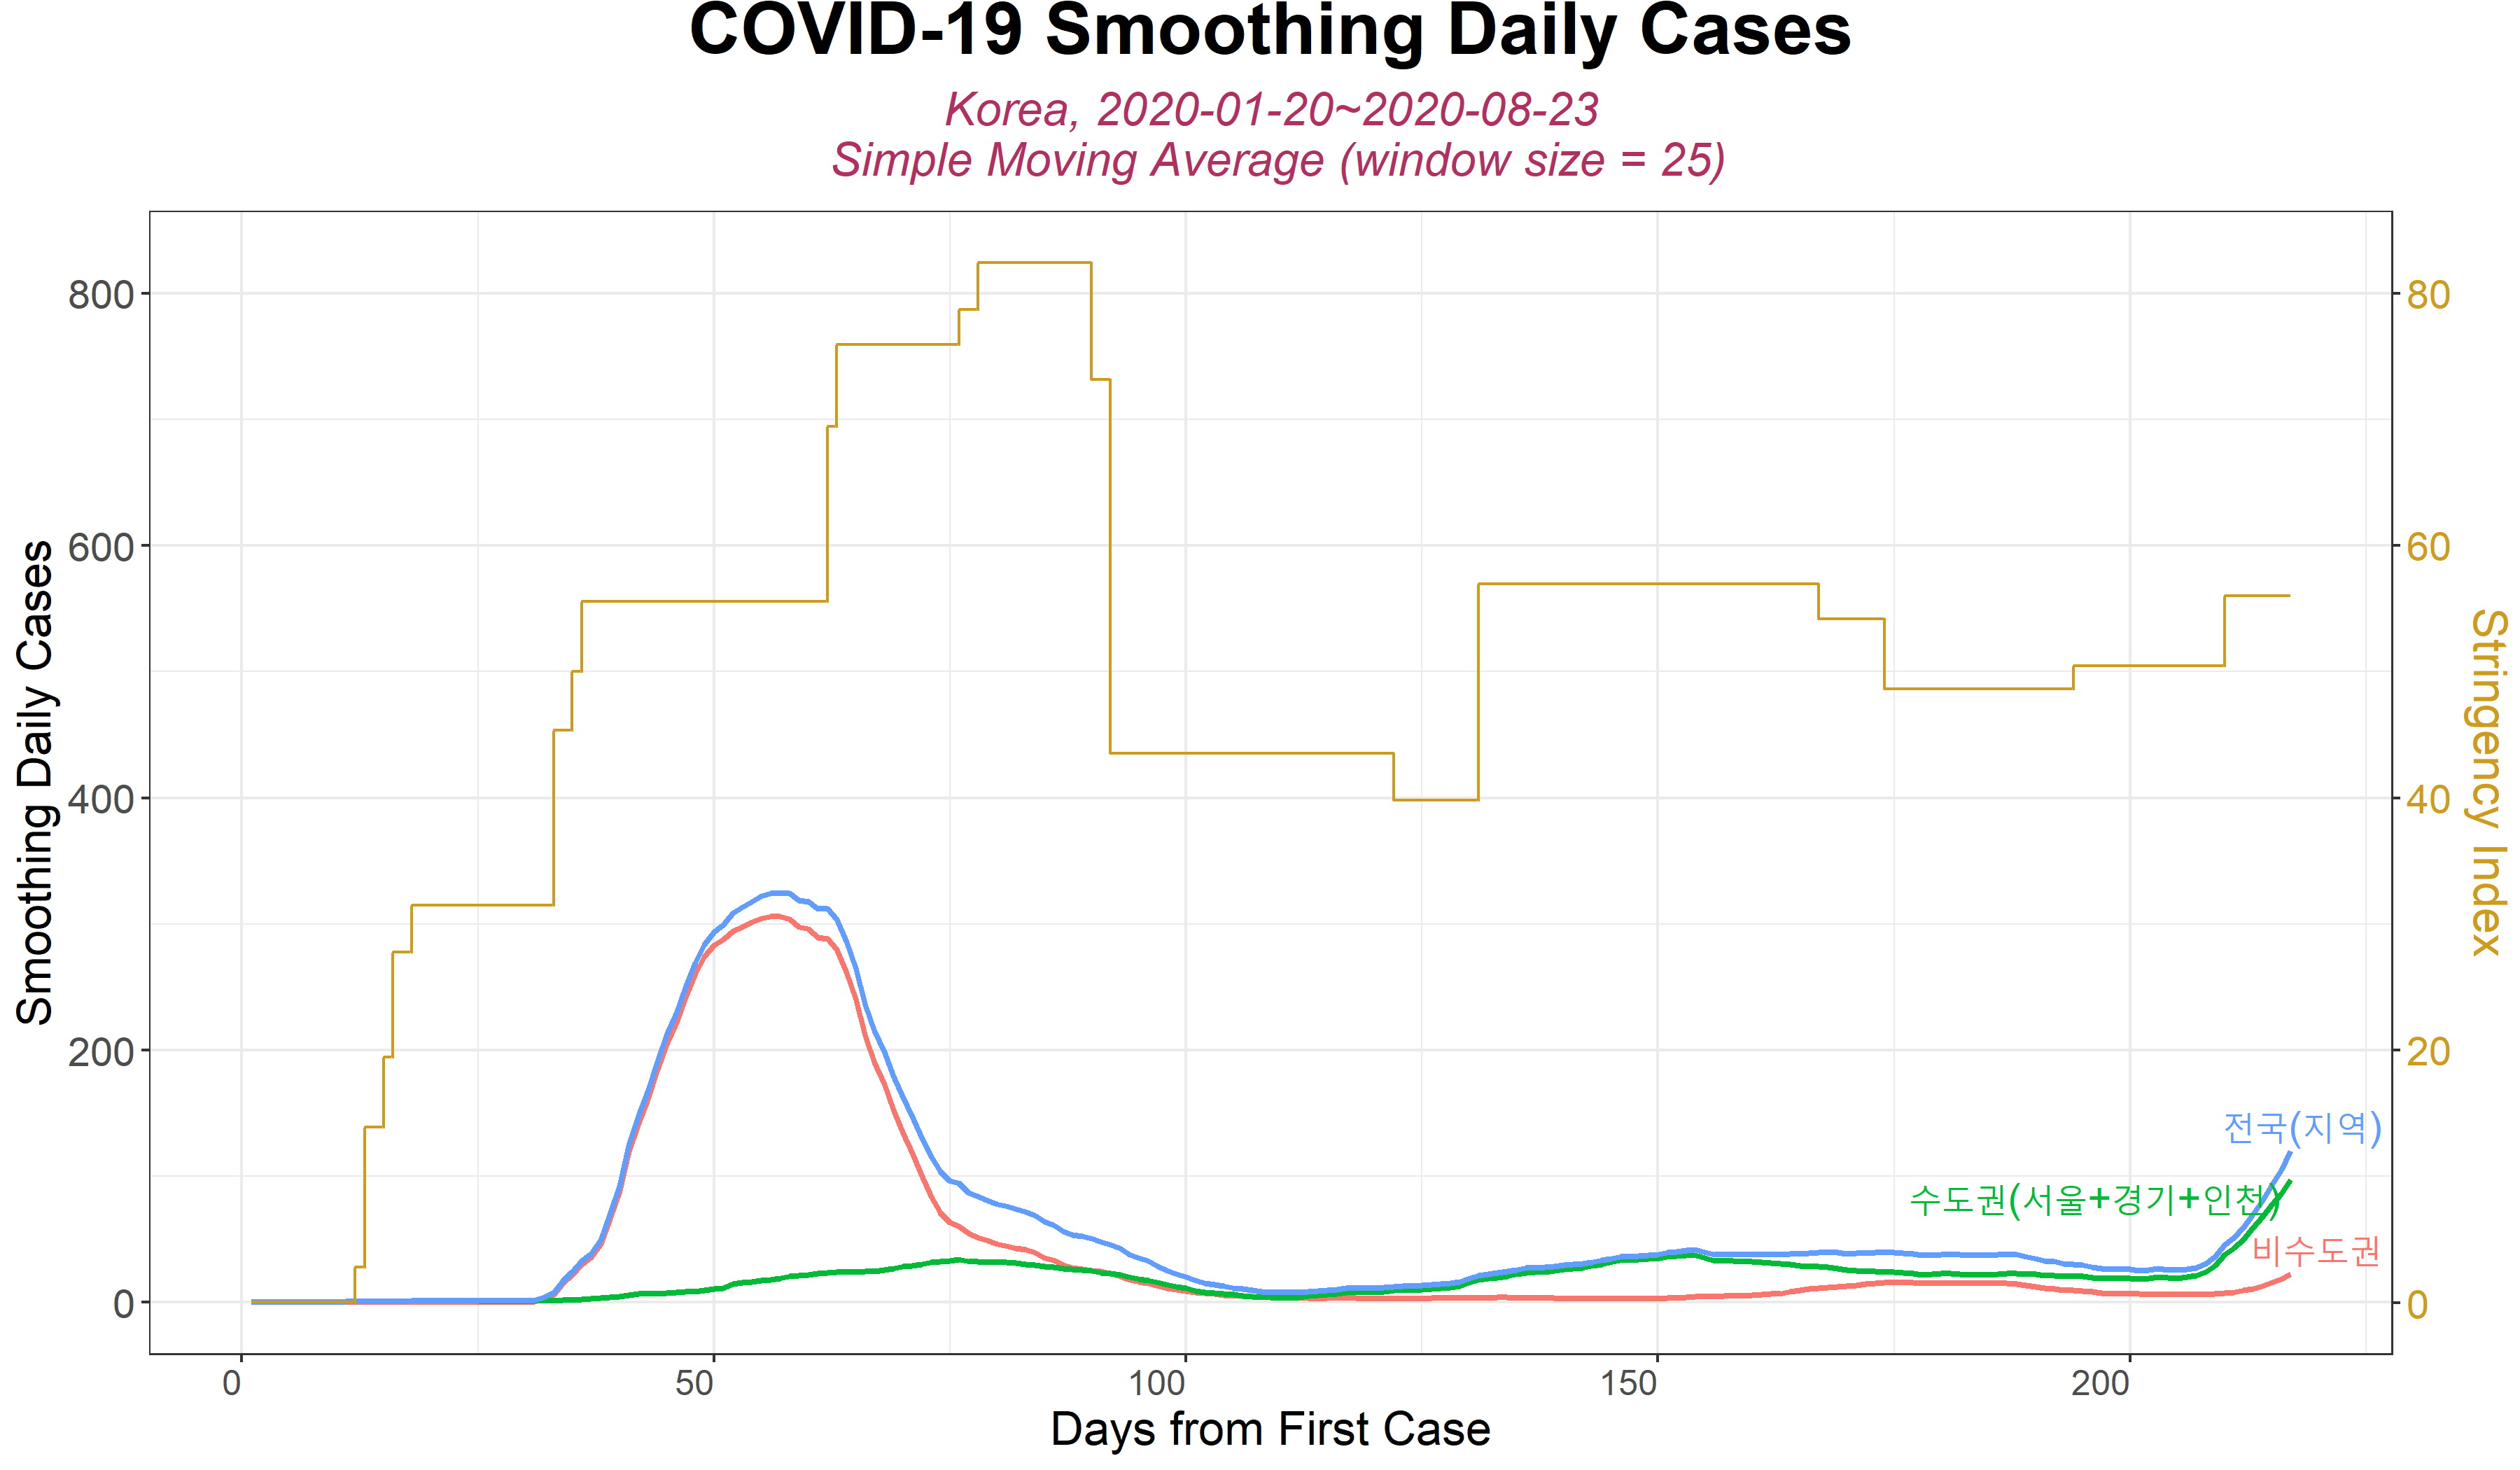 COVID-19 Smoothing Daily Cases
Korea, 2020-01-20~2020-08-23
Simple Moving Average (window size = 25)
Smoothing Daily Cases
800
600
400
200
0
80
60
40
20
0
Stringency Index
전국(지역)
수도권(서울+경기+인천)
비수도권
0 50 100 150 200
Days from First Case